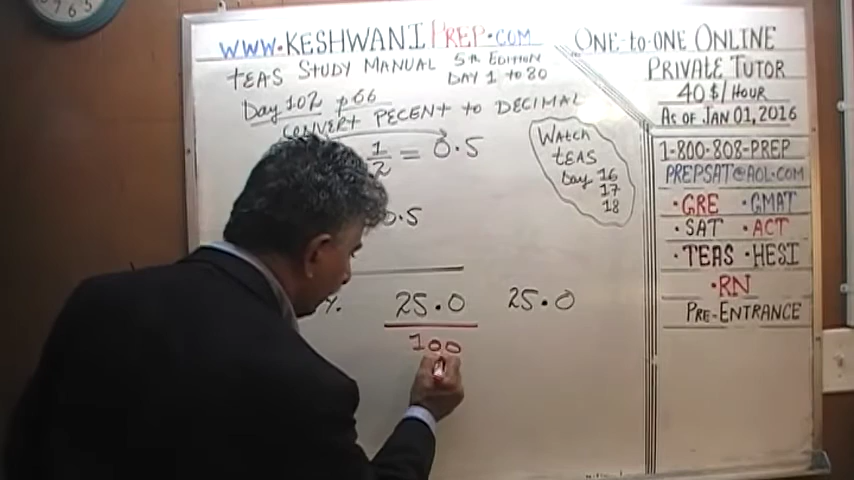 WWW.KESHWANIPREP.COM
TEAS STUDY MANUAL 5TH EDITION
DAY 1 TO 80
Day 102 p66
CONVERT PECENT TO DECIMAL
1/2 = 0.5
0.5
%. 25.0 25.0
100
WATCH
TEAS
Day 16
17
18
ONE-to-ONE ONLINE
PRIVATE TUTOR
40$/HOUR
AS OF JAN 01, 2016
1-800-808-PREP
PREPSAT@AOL.COM
•GRE •GMAT
•SAT •ACT
•TEAS •HESI
•RN
PRE-ENTRANCE